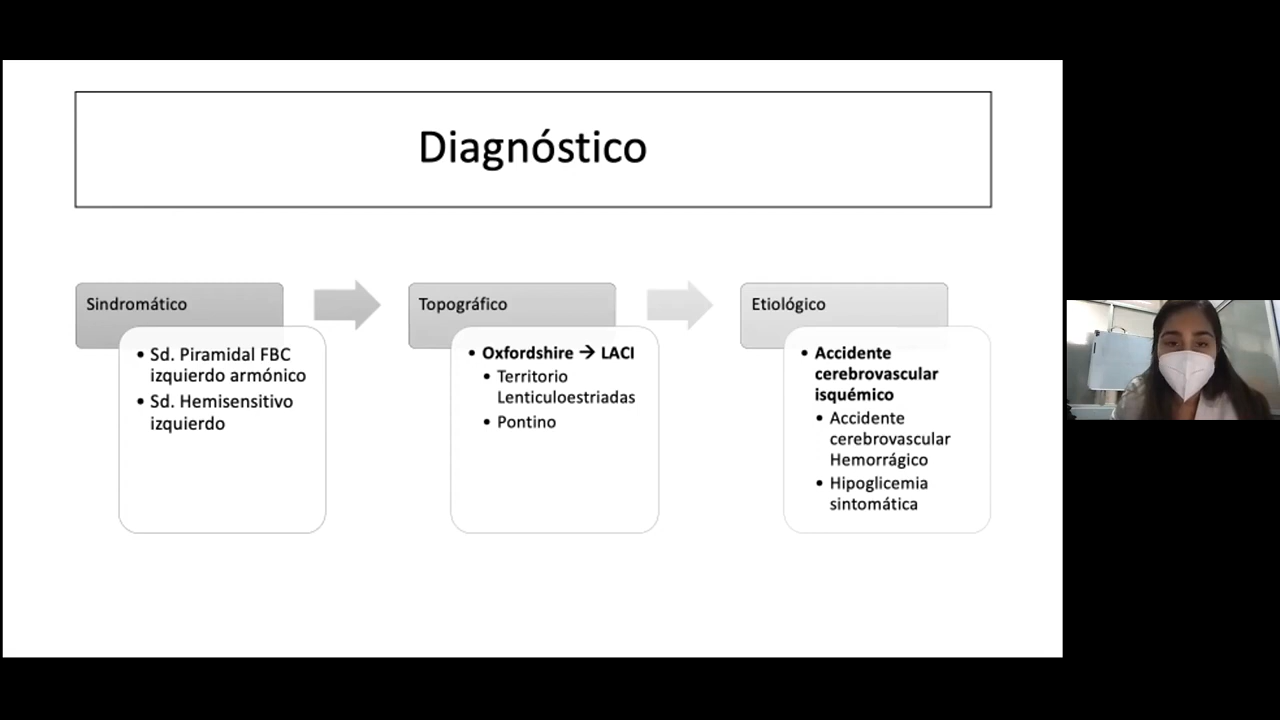 Diagnóstico
Sindromático
• Sd. Piramidal FBC
izquierdo armónico
• Sd. Hemisensitivo
izquierdo
Topográfico
• Oxfordshire → LACI
• Territorio
Lenticuloestriadas
• Pontino
Etiológico
• Accidente
cerebrovascular
isquémico
• Accidente
cerebrovascular
Hemorrágico
• Hipoglicemia
sintomática